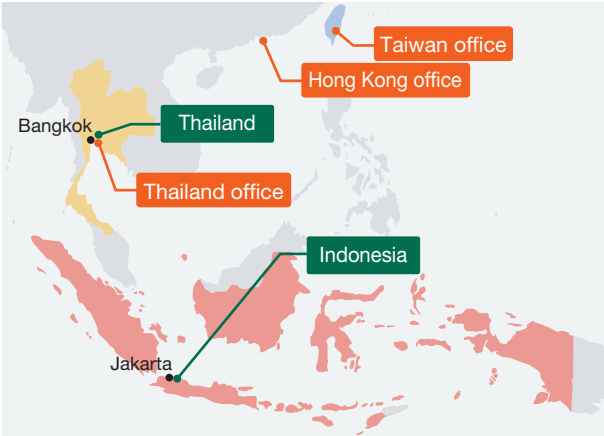 Taiwan office
Hong Kong office
Bangkok
Thailand
Thailand office
Indonesia
Jakarta